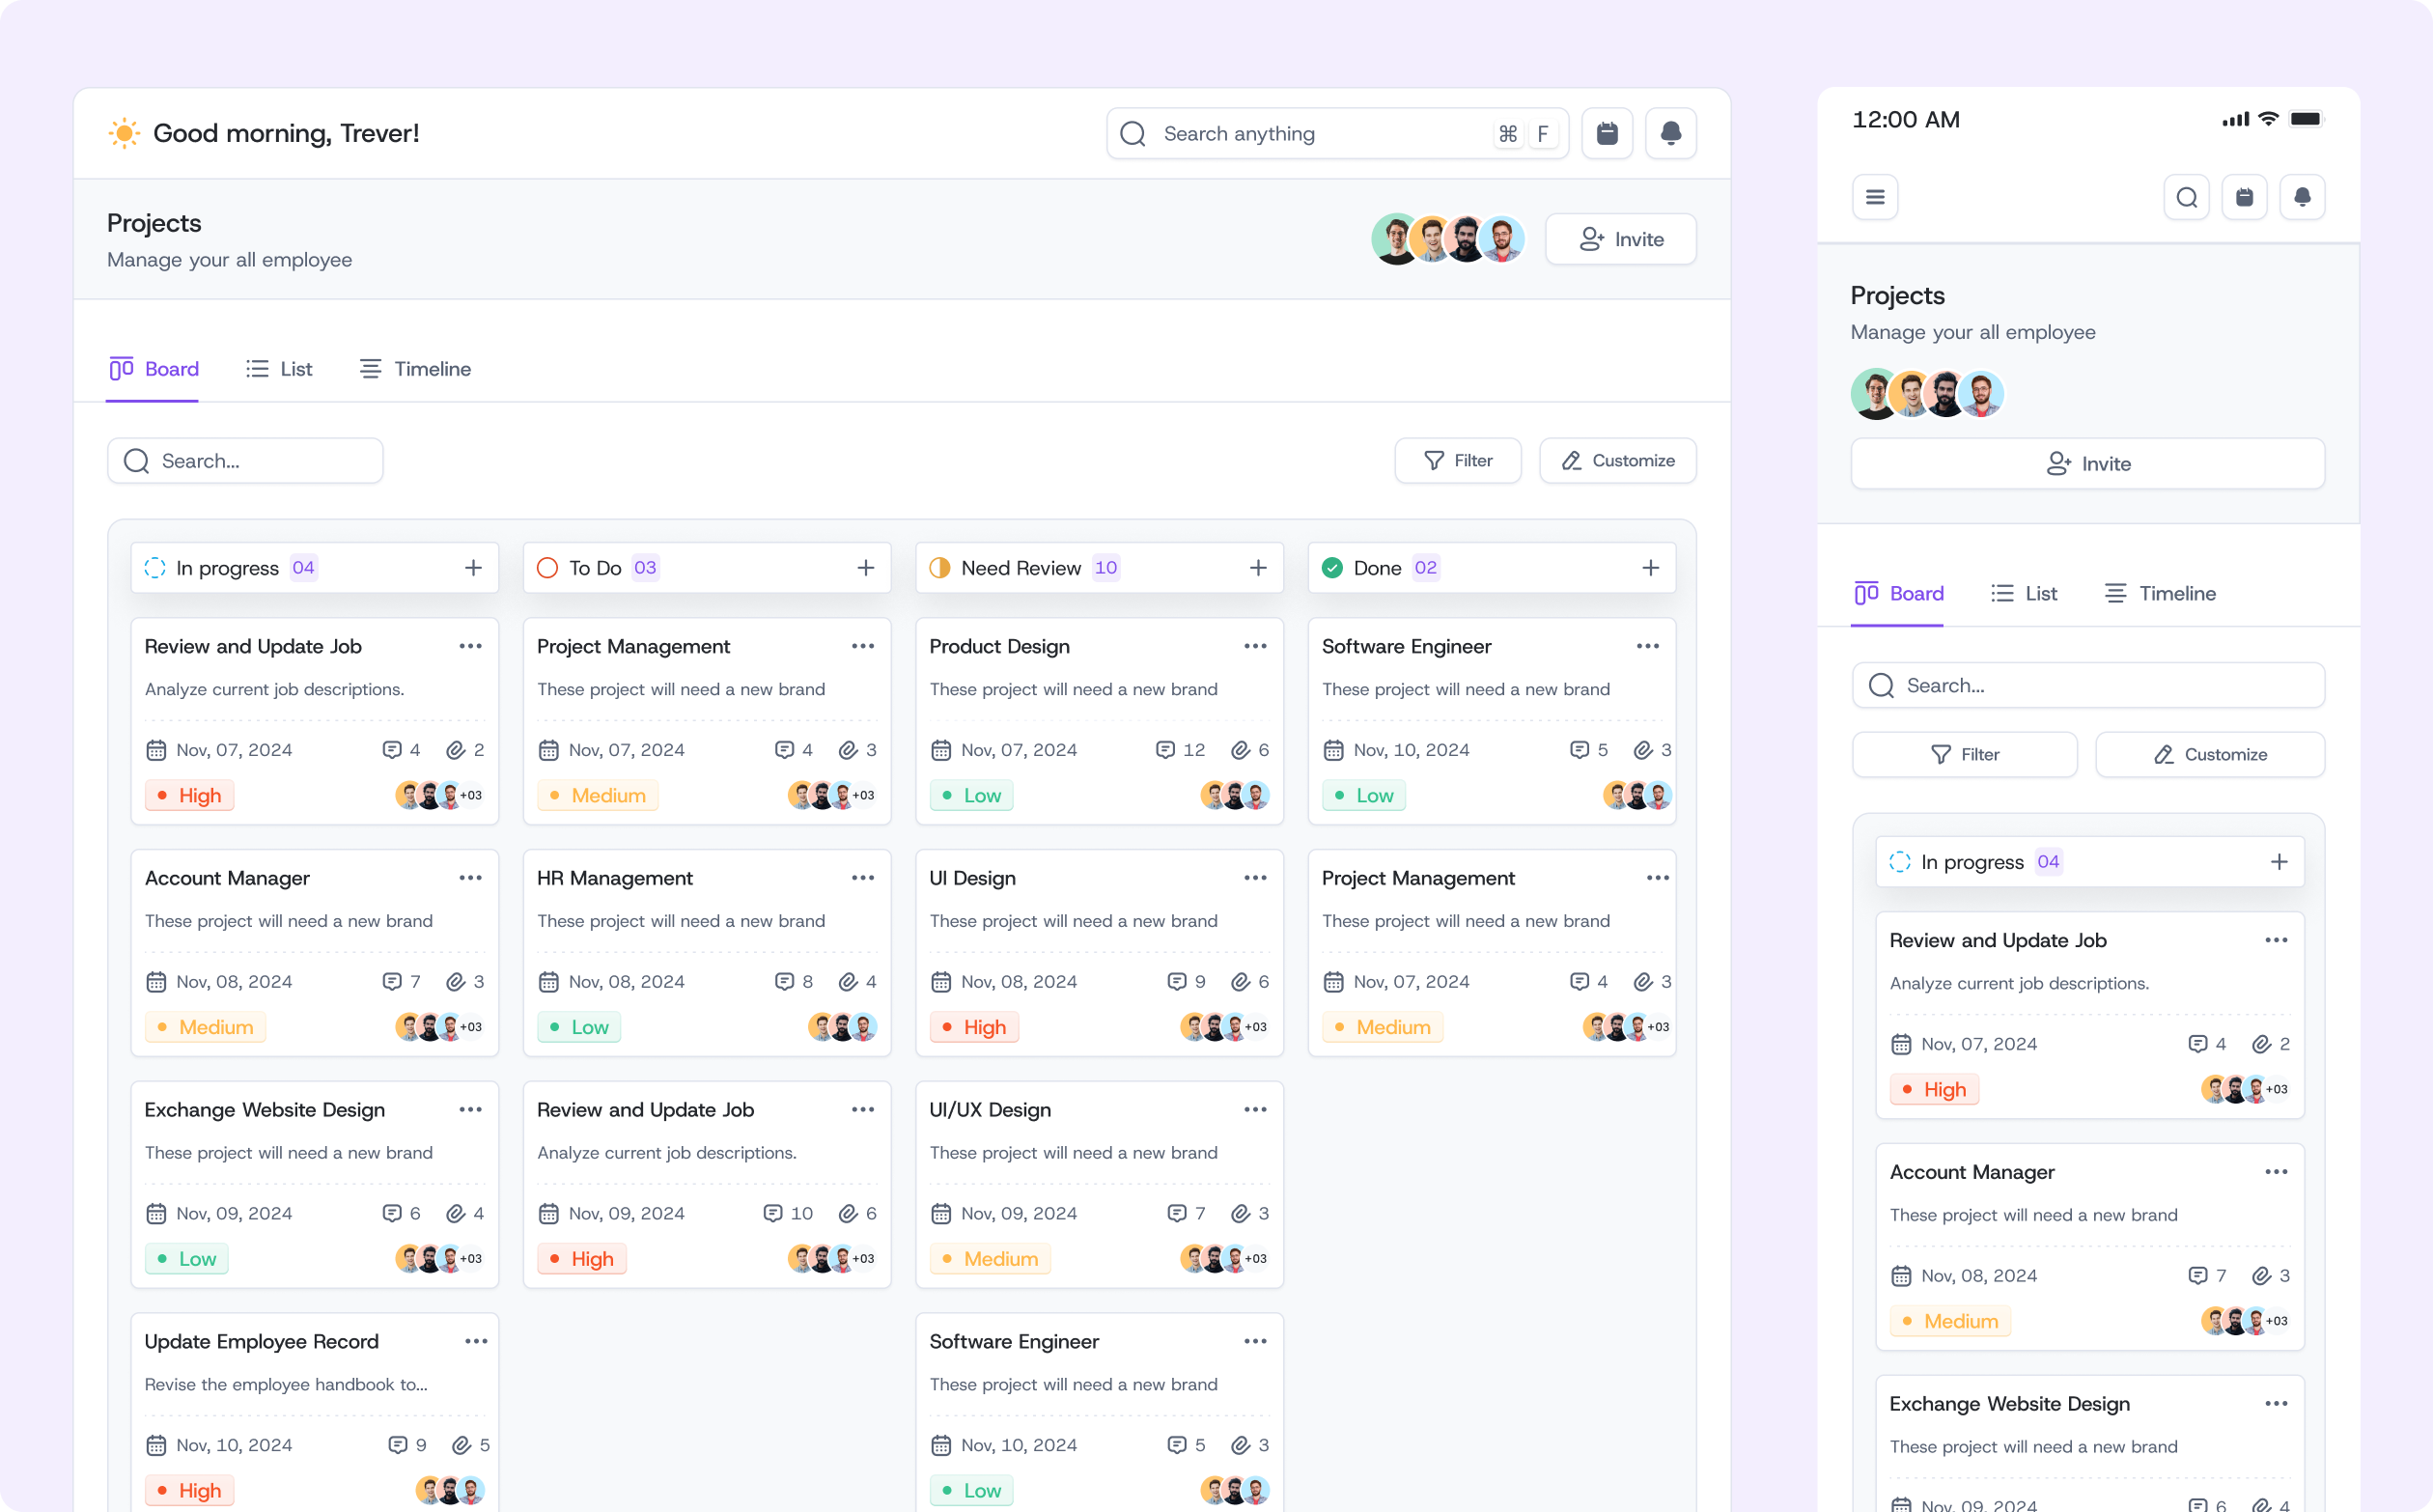 Good morning, Trever!
Search anything ⌘ F
Projects
Manage your all employee
Invite
Board List Timeline
Search...
Filter Customize
In progress 04
Review and Update Job
Analyze current job descriptions.
Nov, 07, 2024 4 2
High +03
Account Manager
These project will need a new brand
Nov, 08, 2024 7 3
Medium +03
Exchange Website Design
These project will need a new brand
Nov, 09, 2024 6 4
Low +03
Update Employee Record
Revise the employee handbook to...
Nov, 10, 2024 9 5
High
To Do 03
Project Management
These project will need a new brand
Nov, 07, 2024 4 3
Medium +03
HR Management
These project will need a new brand
Nov, 08, 2024 8 4
Low
Review and Update Job
Analyze current job descriptions.
Nov, 09, 2024 10 6
High +03
Need Review 10
Product Design
These project will need a new brand
Nov, 07, 2024 12 6
Low
UI Design
These project will need a new brand
Nov, 08, 2024 9 6
High +03
UI/UX Design
These project will need a new brand
Nov, 09, 2024 7 3
Medium +03
Software Engineer
These project will need a new brand
Nov, 10, 2024 5 3
Low
Done 02
Software Engineer
These project will need a new brand
Nov, 10, 2024 5 3
Low
Project Management
These project will need a new brand
Nov, 07, 2024 4 3
Medium +03
12:00 AM
Projects
Manage your all employee
Invite
Board List Timeline
Search...
Filter Customize
In progress 04
Review and Update Job
Analyze current job descriptions.
Nov, 07, 2024 4 2
High +03
Account Manager
These project will need a new brand
Nov, 08, 2024 7 3
Medium +03
Exchange Website Design
These project will need a new brand
Nov, 09, 2024 6 4